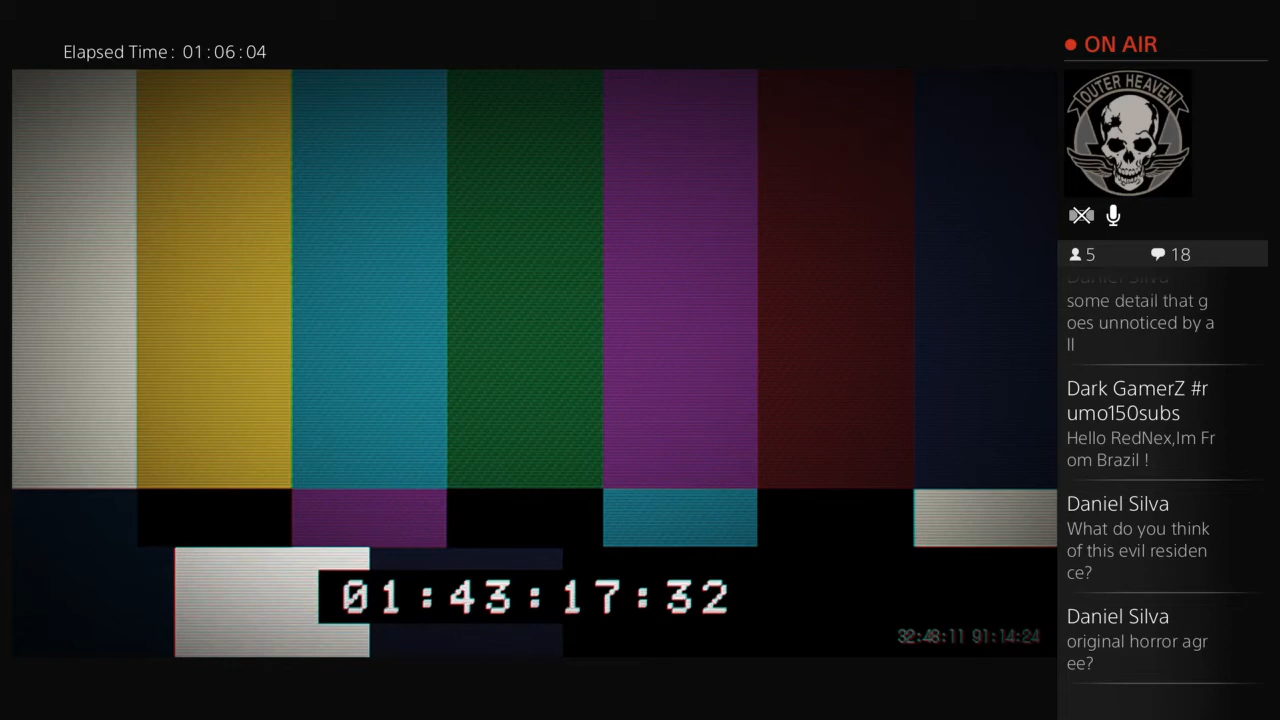 Elapsed Time: 01:06:04
ON AIR
OUTER HEAVEN
5
18
Daniel Silva
some detail that g
oes unnoticed by a
ll
Dark GamerZ #r
umo150subs
Hello RedNex,Im Fr
om Brazil !
Daniel Silva
What do you think
of this evil residen
ce?
Daniel Silva
original horror agr
ee?
01:43:17:32
32:48:11 91:14:24